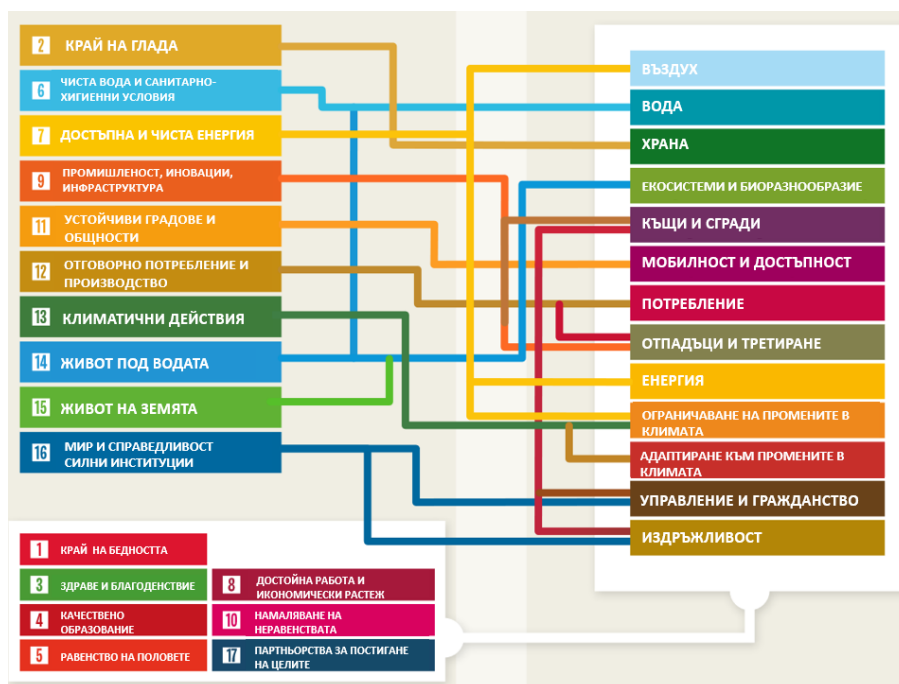 2 КРАЙ НА ГЛАДА
6 ЧИСТА ВОДА И САНИТАРНО-
ХИГИЕННИ УСЛОВИЯ
7 ДОСТЪПНА И ЧИСТА ЕНЕРГИЯ
9 ПРОМИШЛЕНОСТ, ИНОВАЦИИ,
ИНФРАСТРУКТУРА
11 УСТОЙЧИВИ ГРАДОВЕ И
ОБЩНОСТИ
12 ОТГОВОРНО ПОТРЕБЛЕНИЕ И
ПРОИЗВОДСТВО
13 КЛИМАТИЧНИ ДЕЙСТВИЯ
14 ЖИВОТ ПОД ВОДАТА
15 ЖИВОТ НА ЗЕМЯТА
16 МИР И СПРАВЕДЛИВОСТ
СИЛНИ ИНСТИТУЦИИ
ВЪЗДУХ
ВОДА
ХРАНА
ЕКОСИСТЕМИ И БИОРАЗНООБРАЗИЕ
КЪЩИ И СГРАДИ
МОБИЛНОСТ И ДОСТЪПНОСТ
ПОТРЕБЛЕНИЕ
ОТПАДЪЦИ И ТРЕТИРАНЕ
ЕНЕРГИЯ
ОГРАНИЧАВАНЕ НА ПРОМЕНИТЕ В
КЛИМАТА
АДАПТИРАНЕ КЪМ ПРОМЕНИТЕ В
КЛИМАТА
УПРАВЛЕНИЕ И ГРАЖДАНСТВО
ИЗДРЪЖЛИВОСТ
1 КРАЙ НА БЕДНОСТТА
3 ЗДРАВЕ И БЛАГОДЕНСТВИЕ
4 КАЧЕСТВЕНО
ОБРАЗОВАНИЕ
5 РАВЕНСТВО НА ПОЛОВЕТЕ
8 ДОСТОЙНА РАБОТА И
ИКОНОМИЧЕСКИ РАСТЕЖ
10 НАМАЛЯВАНЕ НА
НЕРАВЕНСТВАТА
17 ПАРТНЬОРСТВА ЗА ПОСТИГАНЕ
НА ЦЕЛИТЕ